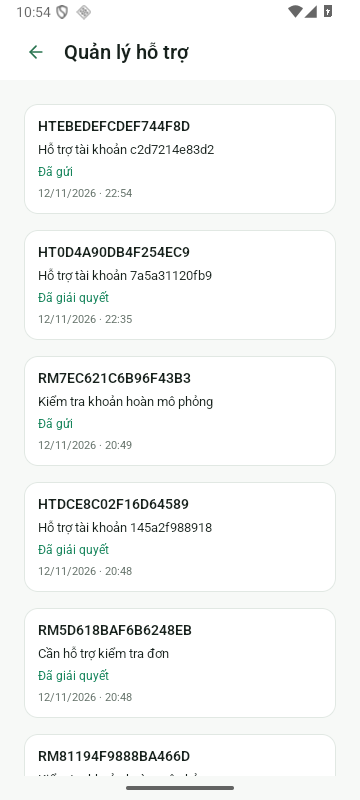 10:54
Quản lý hỗ trợ
HTEBEDEFCDEF744F8D
Hỗ trợ tài khoản c2d7214e83d2
Đã gửi
12/11/2026 · 22:54
HT0D4A90DB4F254EC9
Hỗ trợ tài khoản 7a5a31120fb9
Đã giải quyết
12/11/2026 · 22:35
RM7EC621C6B96F43B3
Kiểm tra khoản hoàn mô phỏng
Đã gửi
12/11/2026 · 20:49
HTDCE8C02F16D64589
Hỗ trợ tài khoản 145a2f988918
Đã giải quyết
12/11/2026 · 20:48
RM5D618BAF6B6248EB
Cần hỗ trợ kiểm tra đơn
Đã giải quyết
12/11/2026 · 20:48
RM81194F9888BA466D